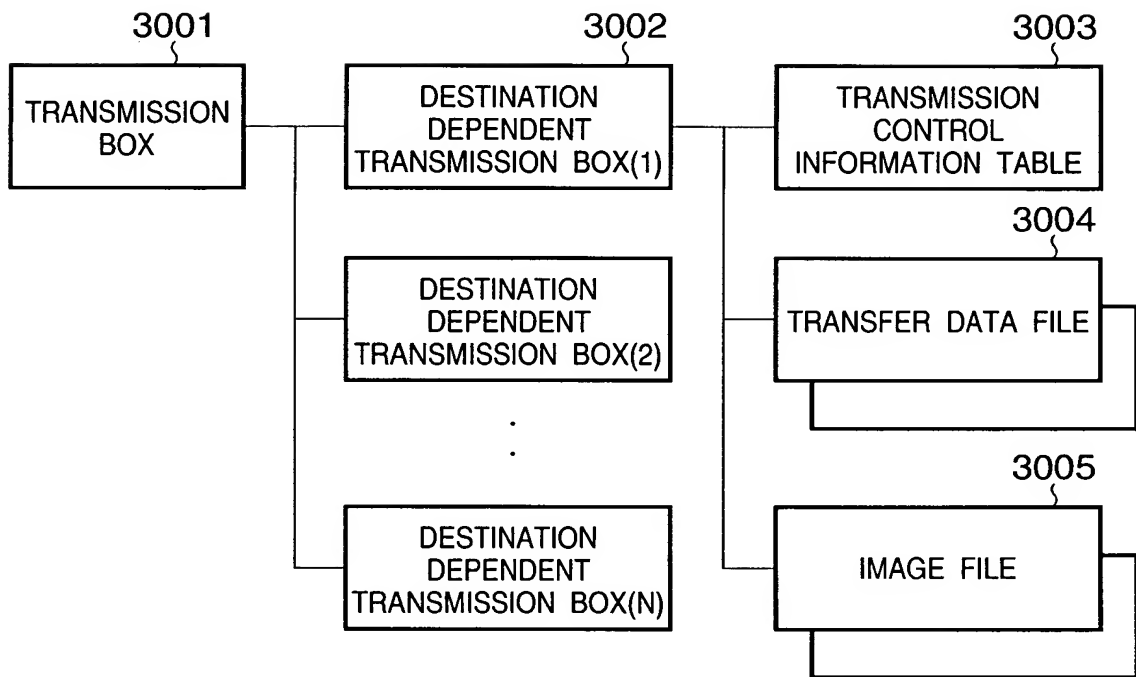 3001
TRANSMISSION
BOX
3002
DESTINATION
DEPENDENT
TRANSMISSION BOX(1)
DESTINATION
DEPENDENT
TRANSMISSION BOX(2)
DESTINATION
DEPENDENT
TRANSMISSION BOX(N)
3003
TRANSMISSION
CONTROL
INFORMATION TABLE
3004
TRANSFER DATA FILE
3005
IMAGE FILE